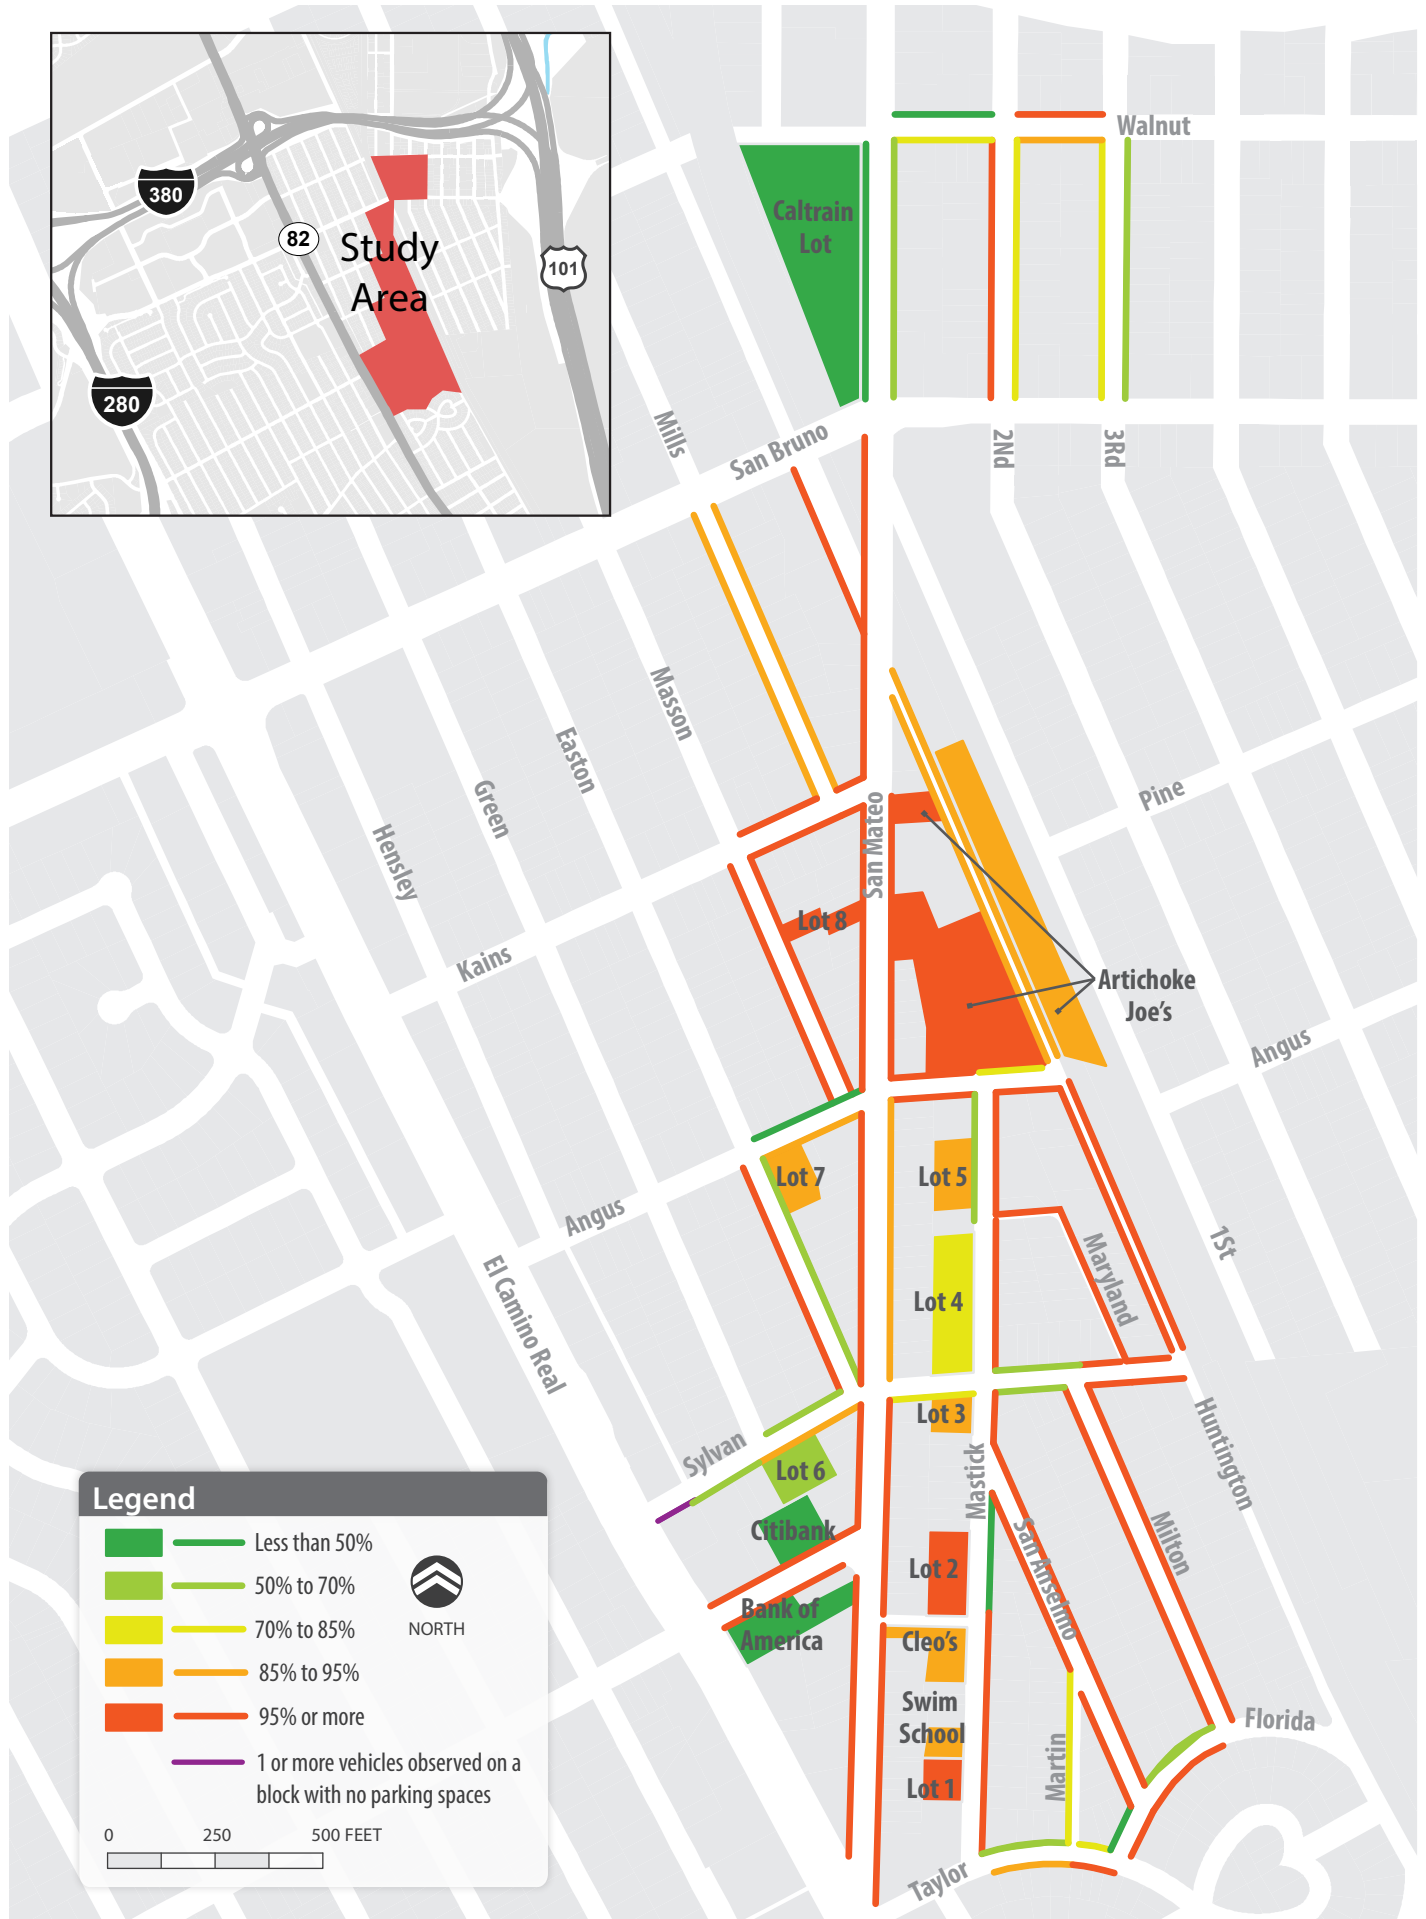 380
82
Study
Area
101
280
Walnut
Caltrain
Lot
Mills
San Bruno
2Nd
3Rd
Masson
Easton
Green
Hensley
Pine
San Mateo
Lot 8
Kains
Artichoke
Joe's
Angus
Lot 7
Lot 5
Angus
1St
El Camino Real
Maryland
Lot 4
Lot 3
Sylvan
Lot 6
Mastick
Huntington
Citibank
San Anselmo
Milton
Lot 2
Bank of
America
Cleo's
Swim
School
Florida
Martin
Lot 1
Taylor
Legend
Less than 50%
50% to 70%
70% to 85%
85% to 95%
95% or more
NORTH
1 or more vehicles observed on a
block with no parking spaces
0 250 500 FEET